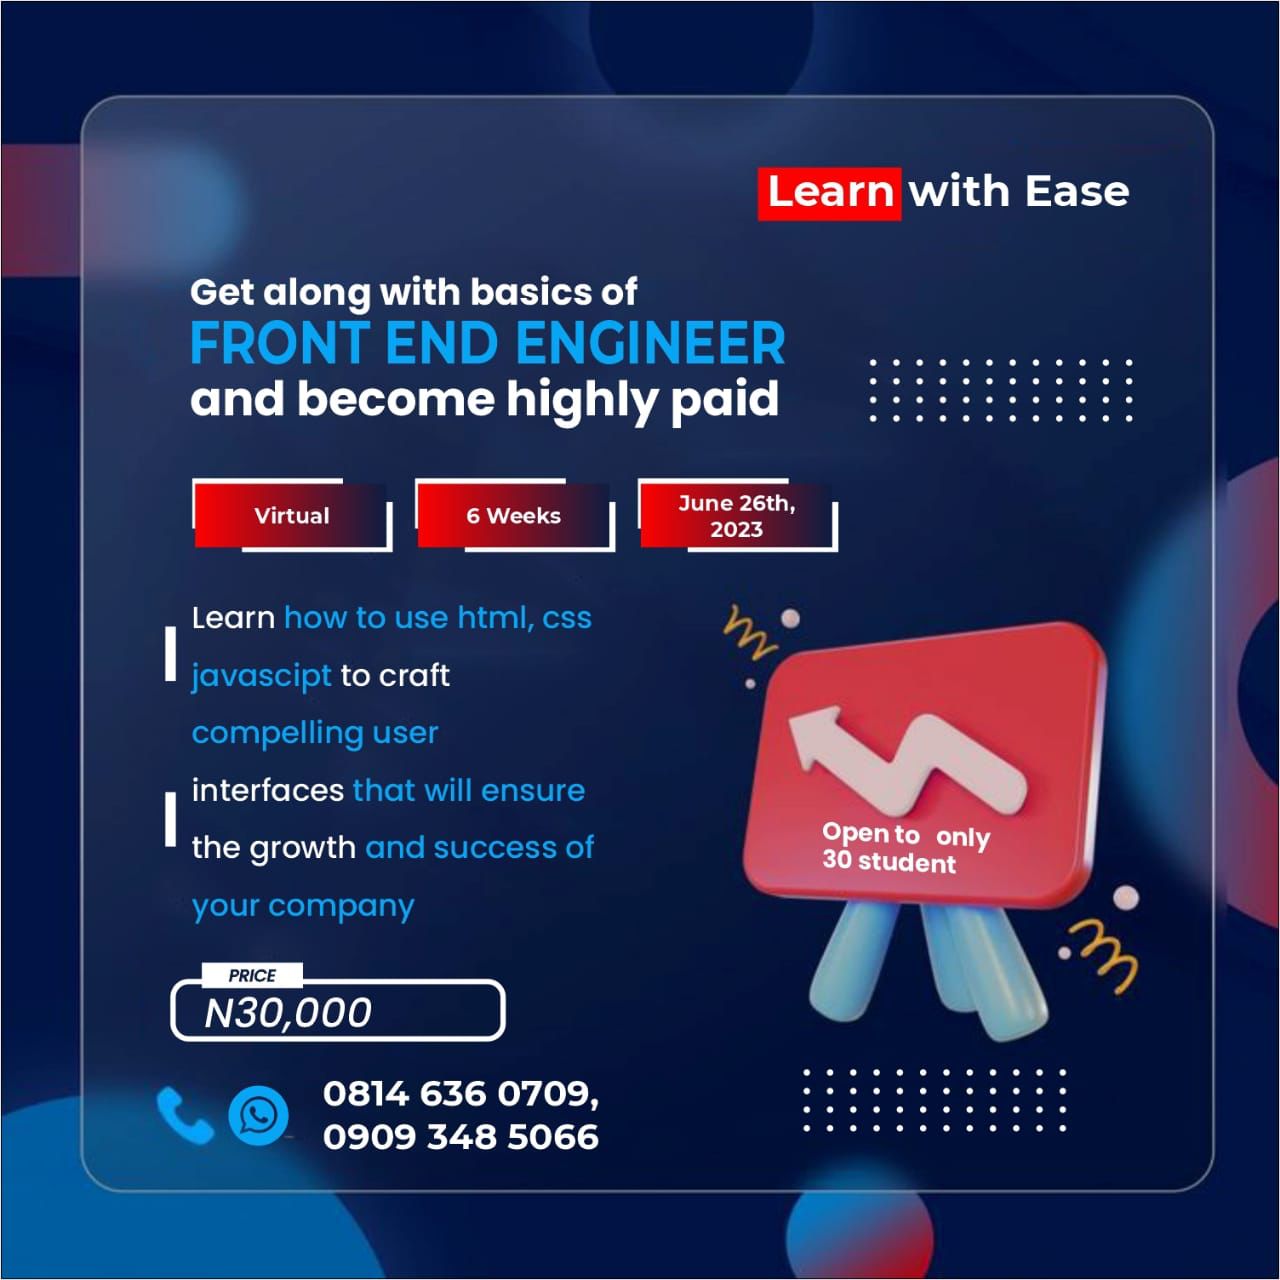 Learn with Ease
Get along with basics of
FRONT END ENGINEER
and become highly paid
Virtual
6 Weeks
June 26th,
2023
Learn how to use html, css
javascipt to craft
compelling user
interfaces that will ensure
the growth and success of
your company
Open to only
30 student
PRICE
N30,000
0814 636 0709,
0909 348 5066